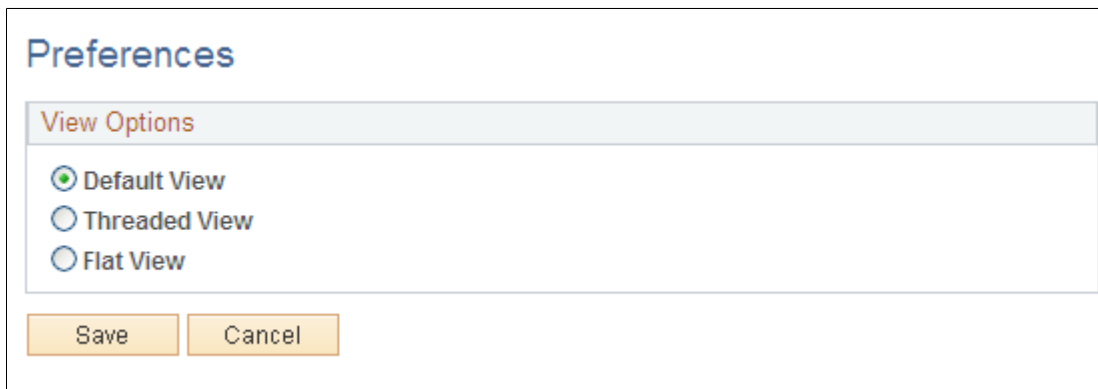 Preferences
View Options
Default View
Threaded View
Flat View
Save Cancel